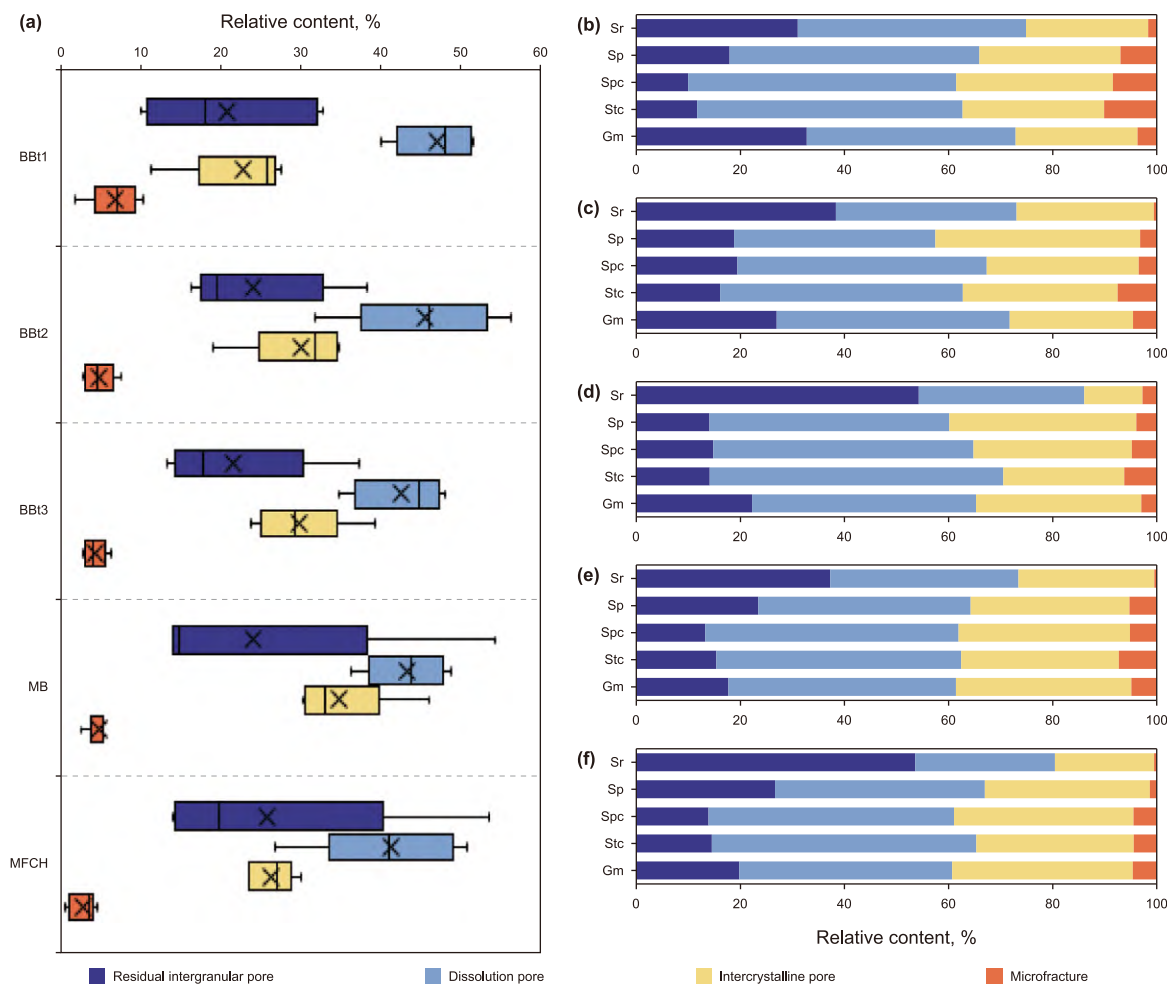 (a)
Relative content, %
0 10 20 30 40 50 60
BBt1
BBt2
BBt3
MB
MFCH
(b)
Sr
Sp
Spc
Stc
Gm
0 20 40 60 80 100
(c)
Sr
Sp
Spc
Stc
Gm
0 20 40 60 80 100
(d)
Sr
Sp
Spc
Stc
Gm
0 20 40 60 80 100
(e)
Sr
Sp
Spc
Stc
Gm
0 20 40 60 80 100
(f)
Sr
Sp
Spc
Stc
Gm
0 20 40 60 80 100
Relative content, %
Residual intergranular pore Dissolution pore Intercrystalline pore Microfracture